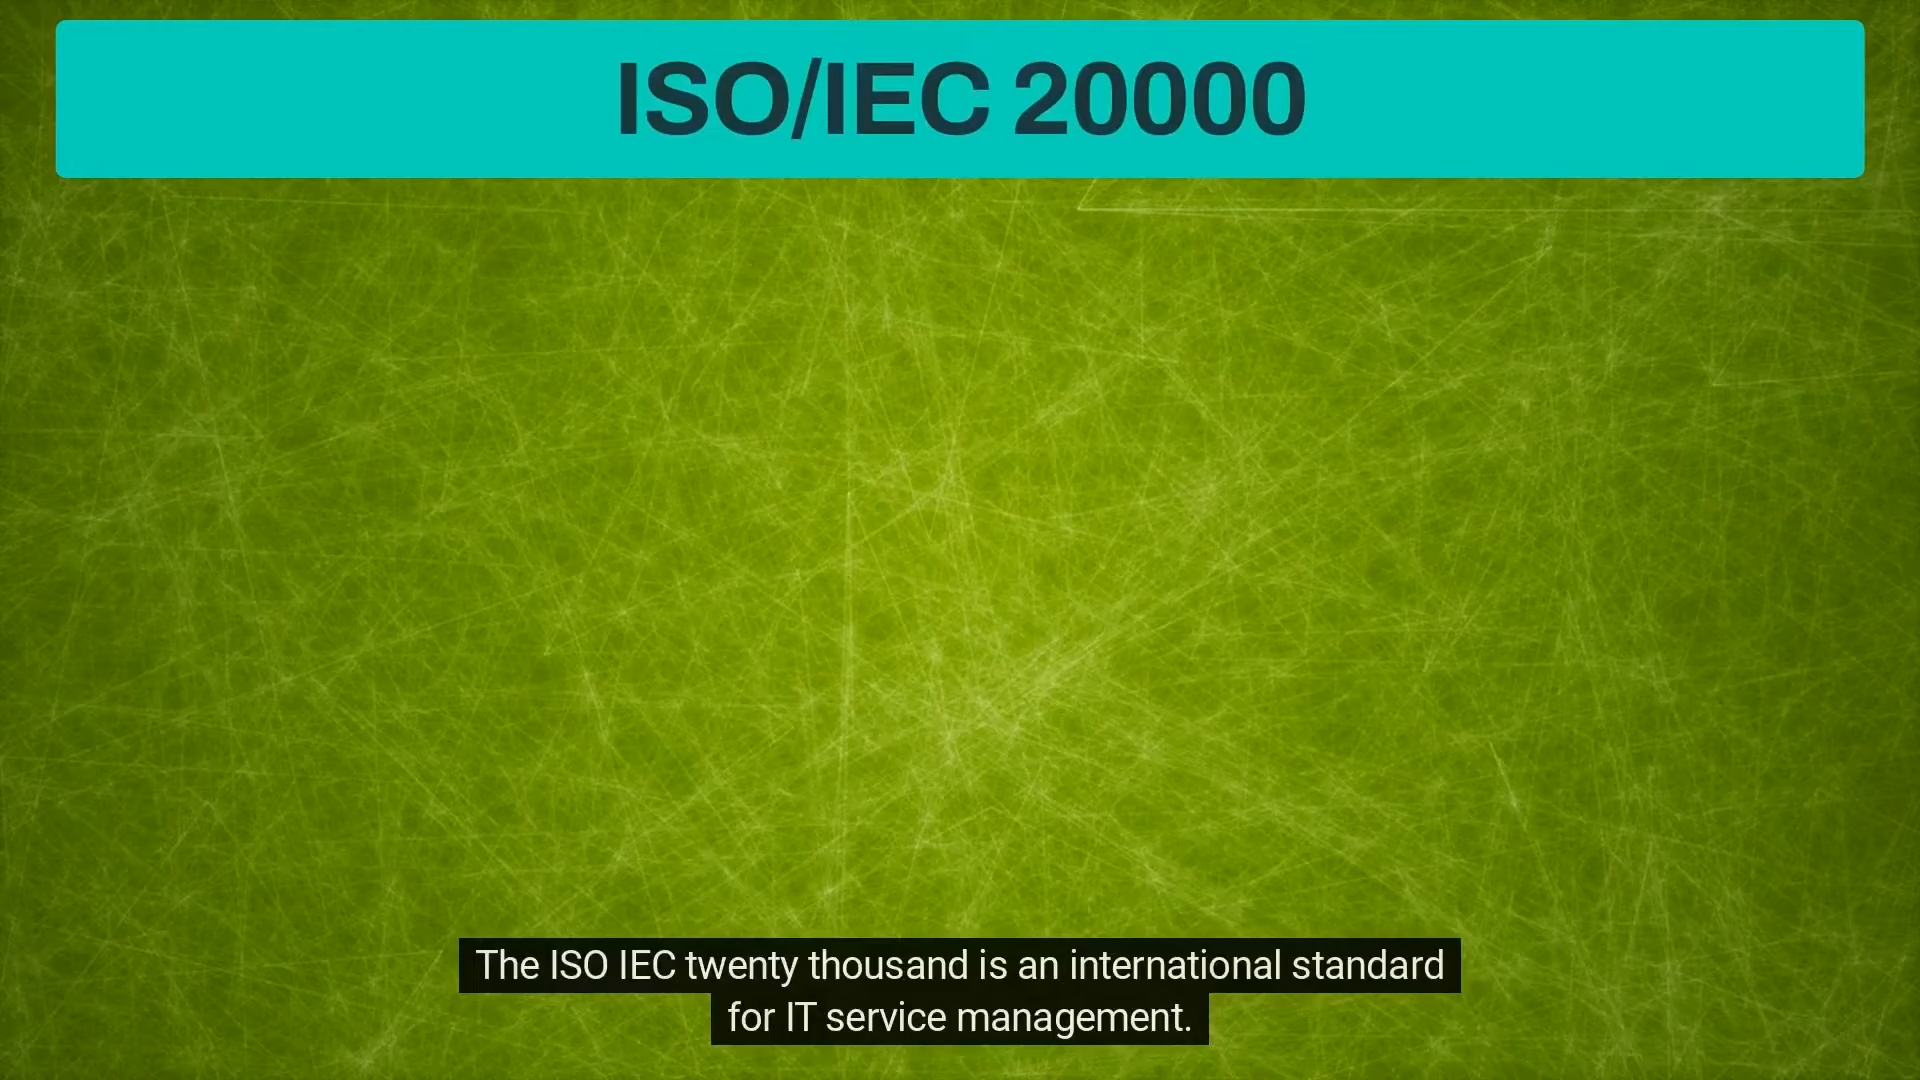 ISO/IEC 20000
The ISO IEC twenty thousand is an international standard
for IT service management.